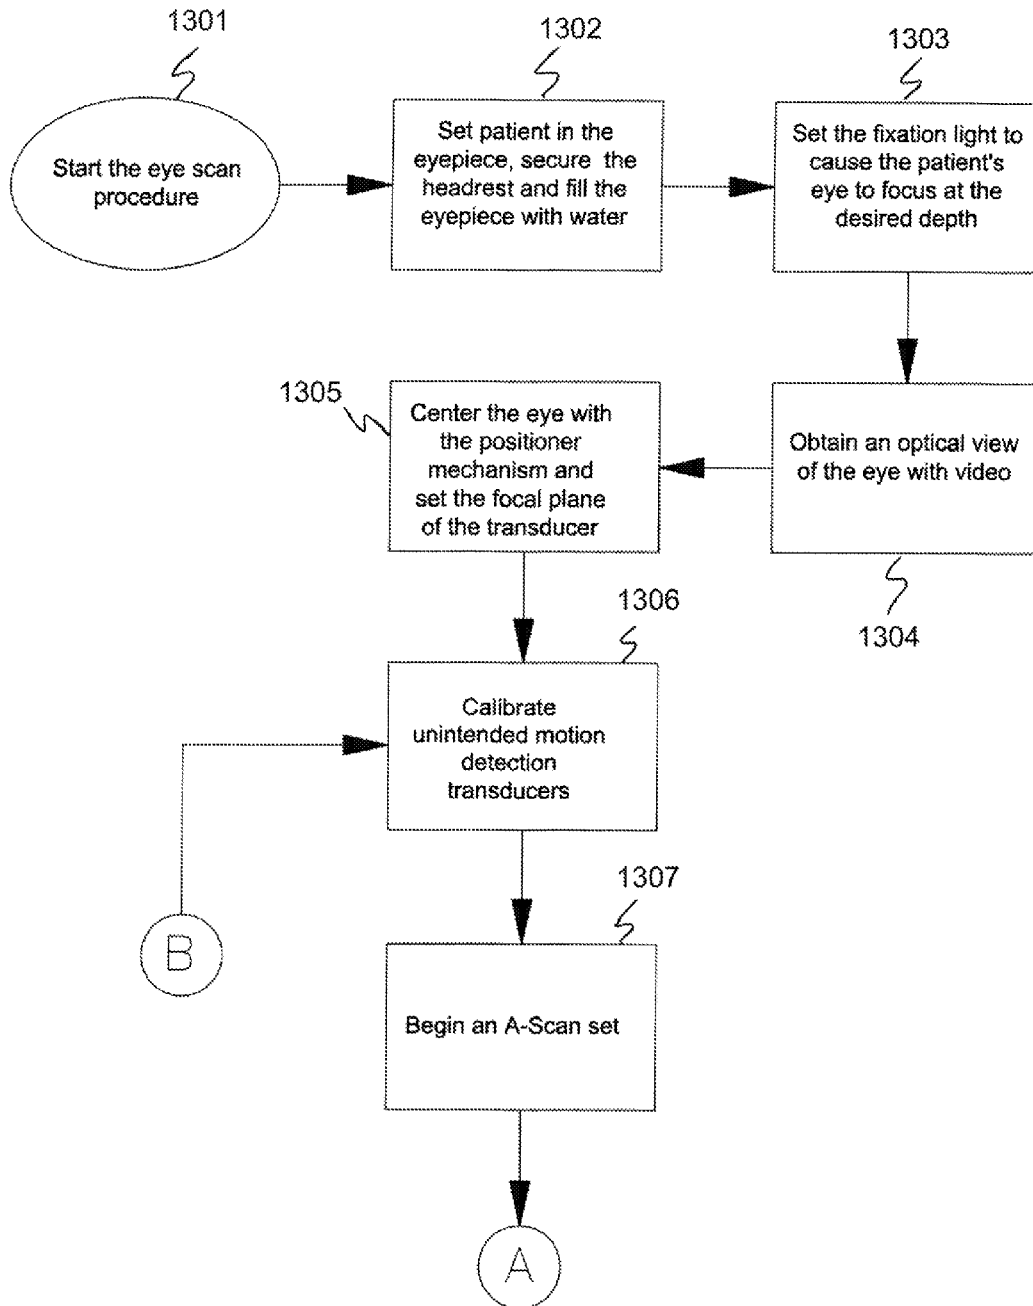 1301
Start the eye scan
procedure
1302
Set patient in the
eyepiece, secure the
headrest and fill the
eyepiece with water
1303
Set the fixation light to
cause the patient's
eye to focus at the
desired depth
Obtain an optical view
of the eye with video
1304
1305
Center the eye with
the positioner
mechanism and
set the focal plane
of the transducer
1306
Calibrate
unintended motion
detection
transducers
B
1307
Begin an A-Scan set
A